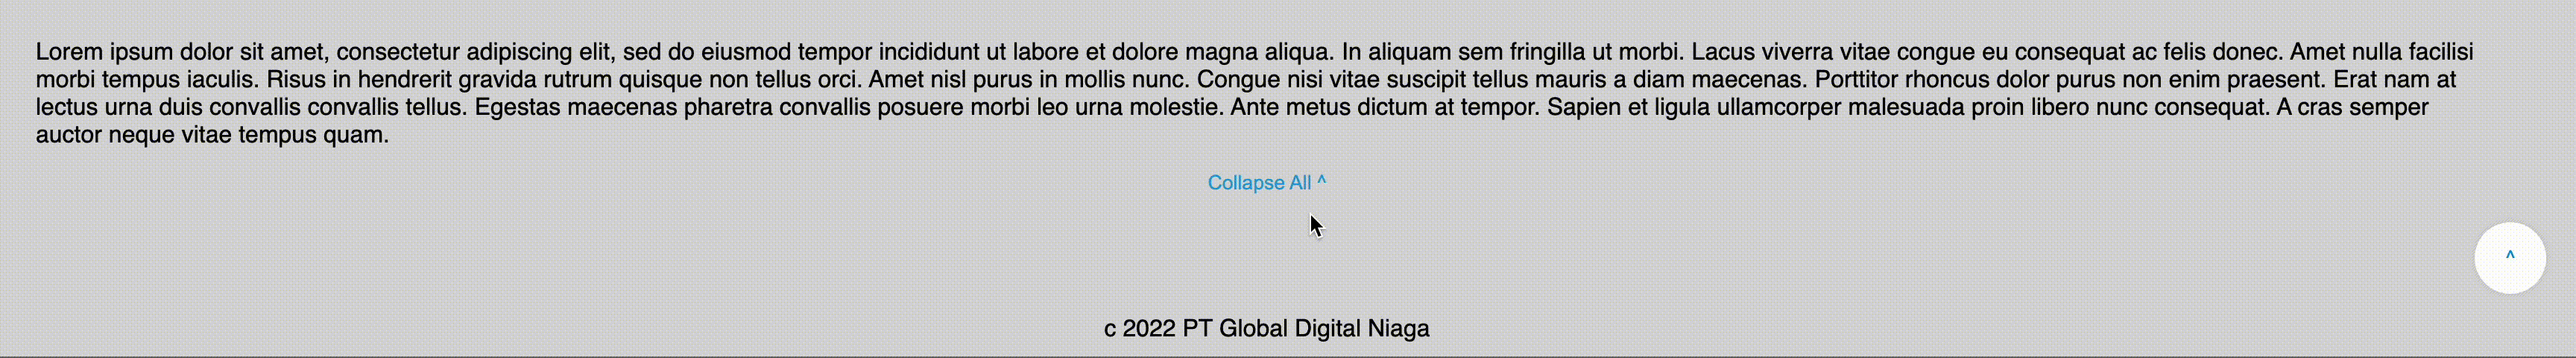 Lorem ipsum dolor sit amet, consectetur adipiscing elit, sed do eiusmod tempor incididunt ut labore et dolore magna aliqua. In aliquam sem fringilla ut morbi. Lacus viverra vitae congue eu consequat ac felis donec. Amet nulla facilisi
morbi tempus iaculis. Risus in hendrerit gravida rutrum quisque non tellus orci. Amet nisl purus in mollis nunc. Congue nisi vitae suscipit tellus mauris a diam maecenas. Porttitor rhoncus dolor purus non enim praesent. Erat nam at
lectus urna duis convallis convallis tellus. Egestas maecenas pharetra convallis posuere morbi leo urna molestie. Ante metus dictum at tempor. Sapien et ligula ullamcorper malesuada proin libero nunc consequat. A cras semper
auctor neque vitae tempus quam.
Collapse All ^
^
c 2022 PT Global Digital Niaga